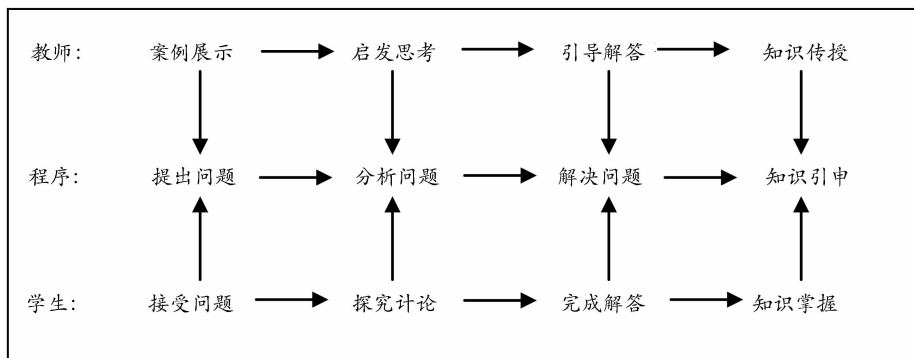 教师： 案例展示 启发思考 引导解答 知识传授
程序： 提出问题 分析问题 解决问题 知识引申
学生： 接受问题 探究计论 完成解答 知识掌握